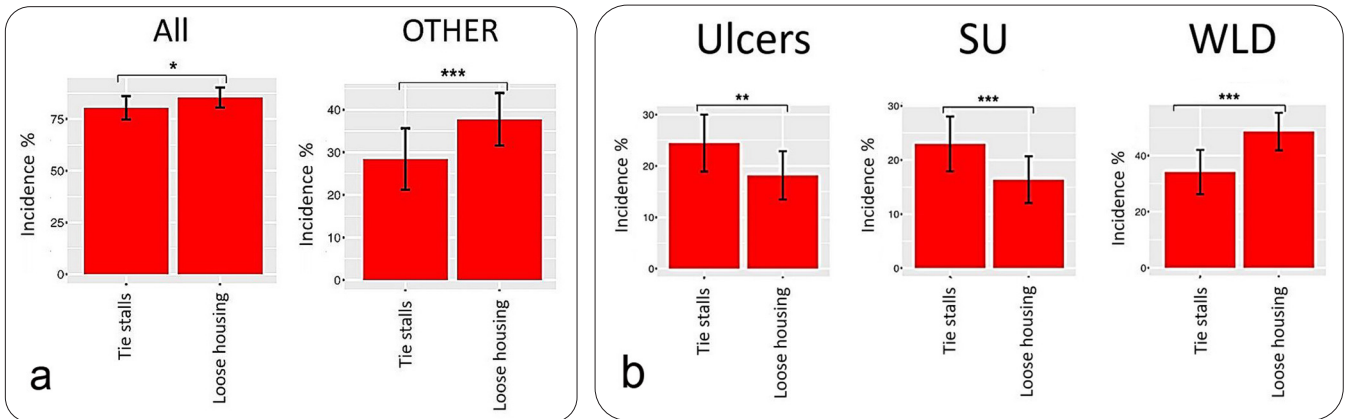 All
*
Incidence %
75
50
25
0
Tie stalls
Loose housing
OTHER
***
Incidence %
40
30
20
10
0
Tie stalls
Loose housing
a
Ulcers
**
Incidence %
30
20
10
0
Tie stalls
Loose housing
SU
***
Incidence %
30
20
10
0
Tie stalls
Loose housing
WLD
***
Incidence %
40
20
0
Tie stalls
Loose housing
b